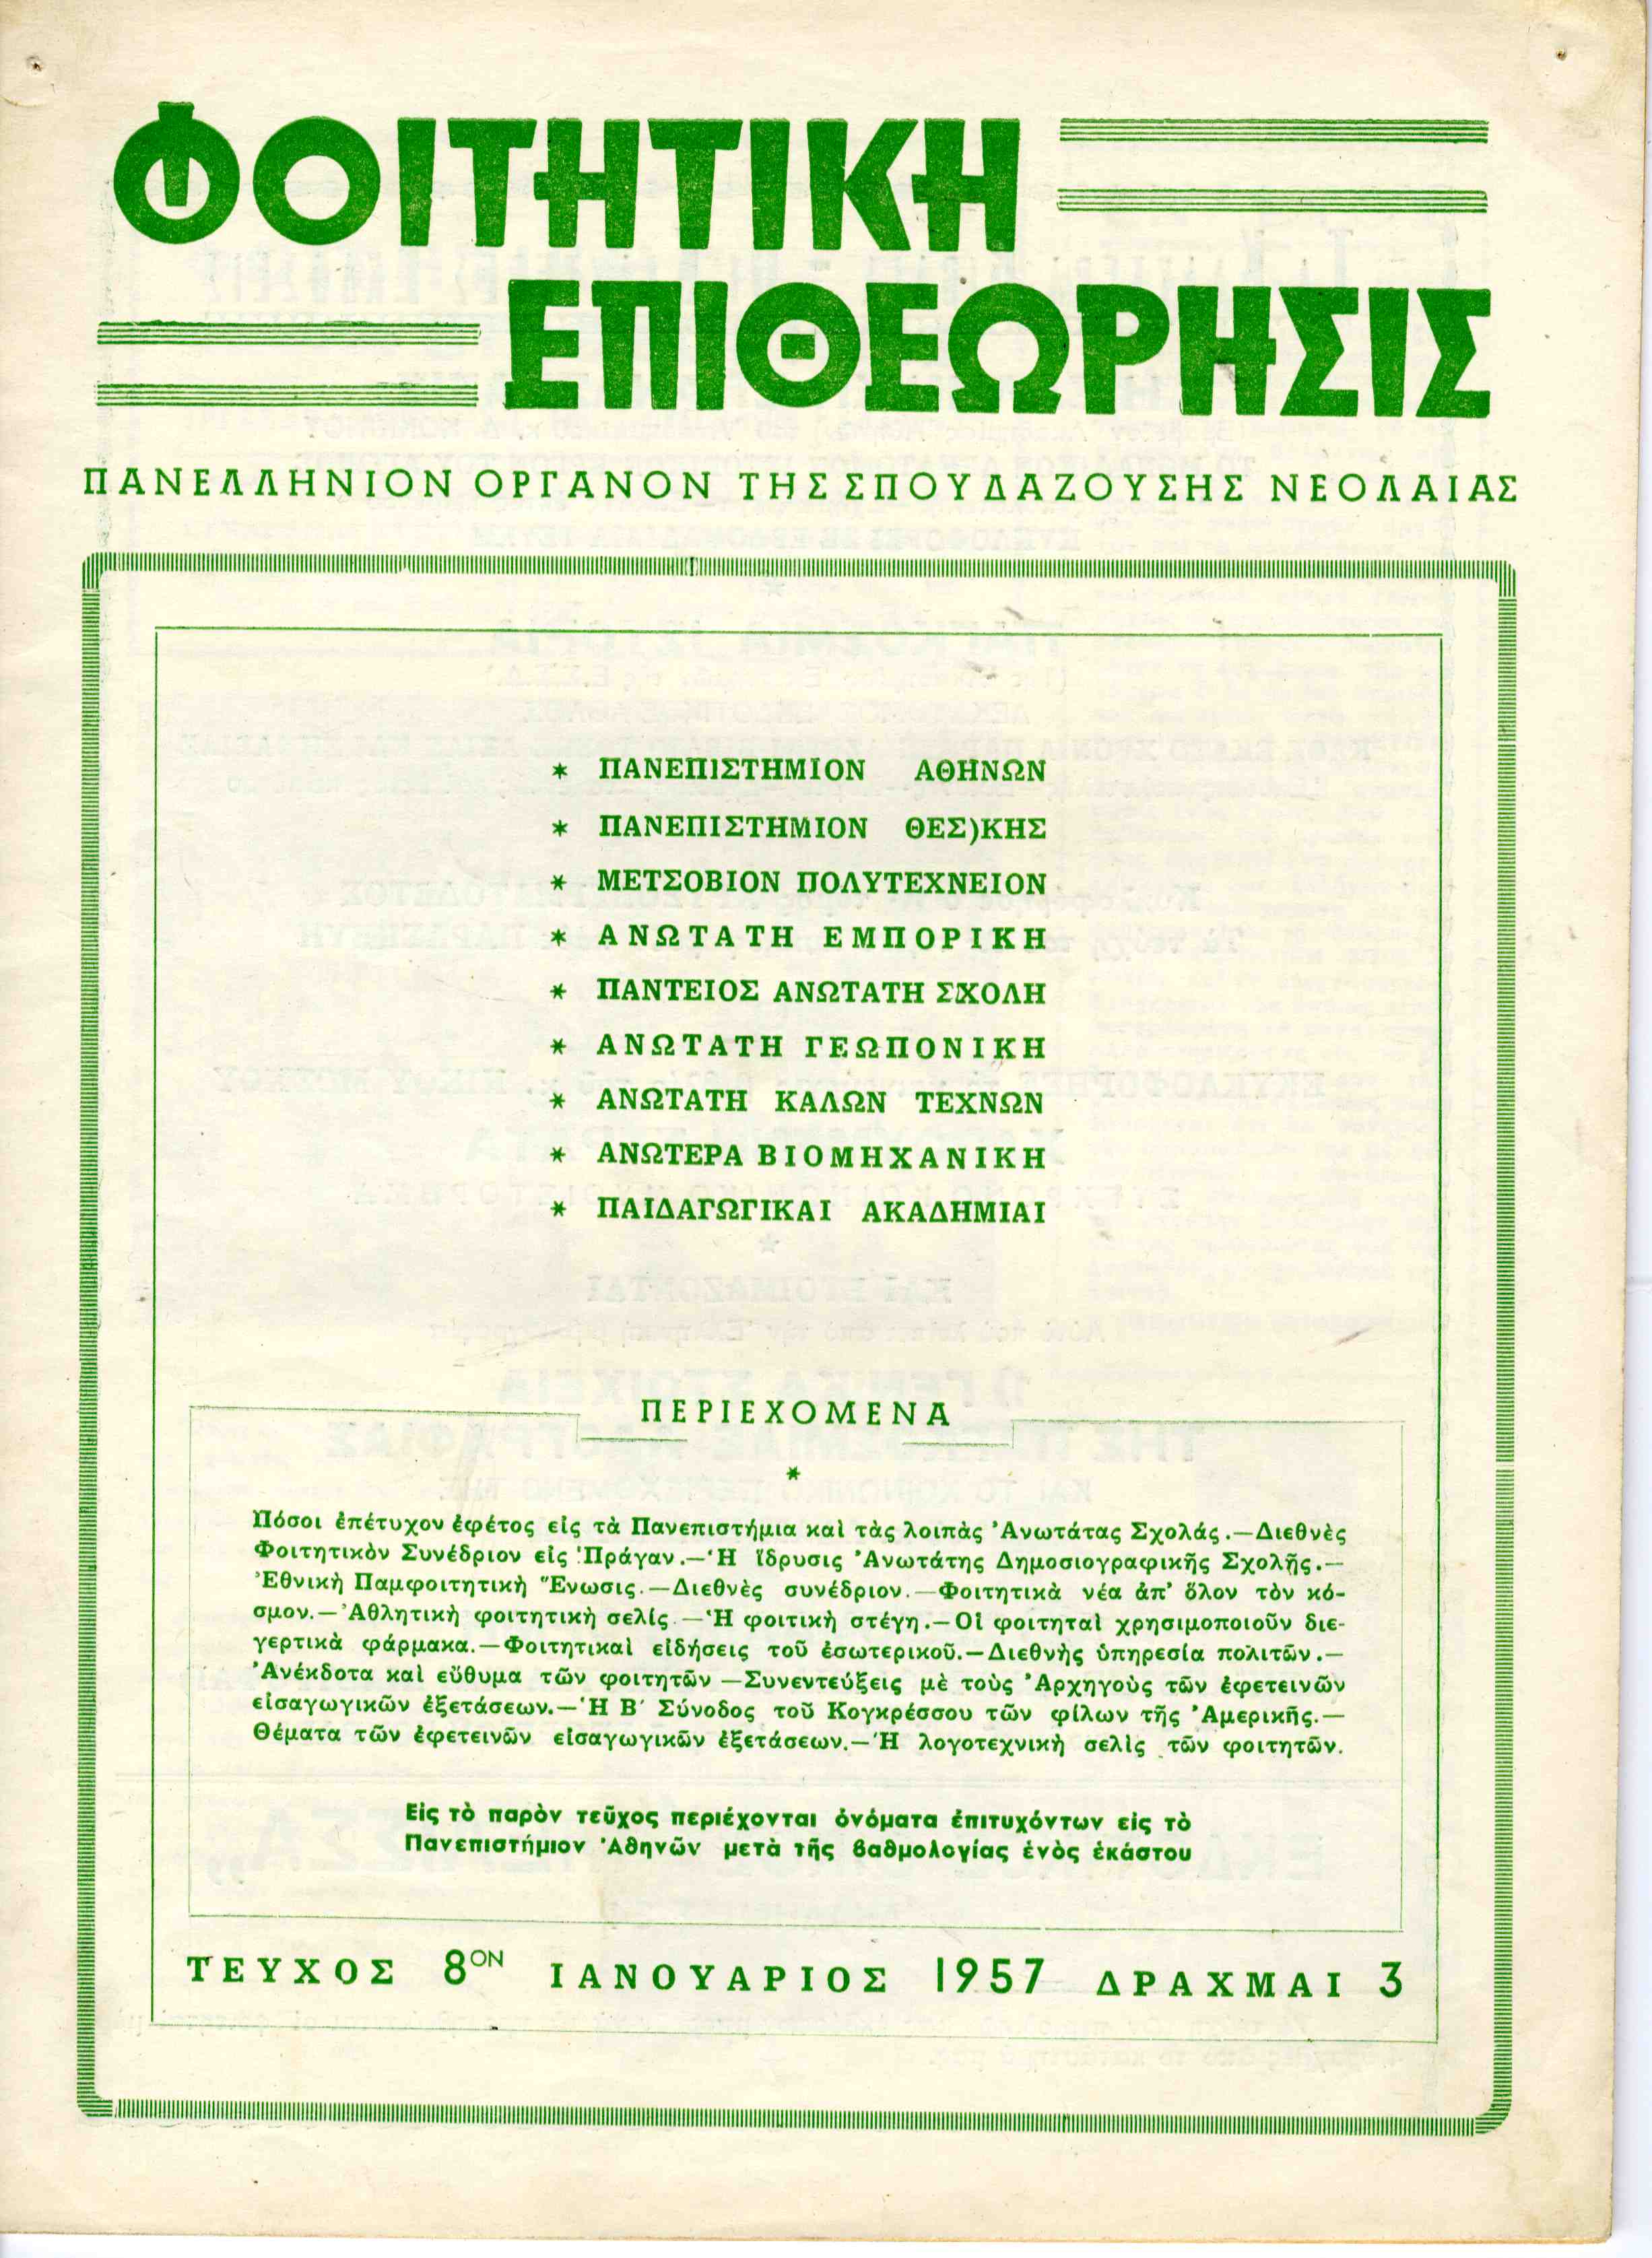 ΦΟΙΤΗΤΙΚΗ
ΕΠΙΘΕΩΡΗΣΙΣ
ΠΑΝΕΛΛΗΝΙΟΝ ΟΡΓΑΝΟΝ ΤΗΣ ΣΠΟΥΔΑΖΟΥΣΗΣ ΝΕΟΛΑΙΑΣ
* ΠΑΝΕΠΙΣΤΗΜΙΟΝ ΑΘΗΝΩΝ
* ΠΑΝΕΠΙΣΤΗΜΙΟΝ ΘΕΣ)ΚΗΣ
* ΜΕΤΣΟΒΙΟΝ ΠΟΛΥΤΕΧΝΕΙΟΝ
* ΑΝΩΤΑΤΗ ΕΜΠΟΡΙΚΗ
* ΠΑΝΤΕΙΟΣ ΑΝΩΤΑΤΗ ΣΧΟΛΗ
* ΑΝΩΤΑΤΗ ΓΕΩΠΟΝΙΚΗ
* ΑΝΩΤΑΤΗ ΚΑΛΩΝ ΤΕΧΝΩΝ
* ΑΝΩΤΕΡΑ ΒΙΟΜΗΧΑΝΙΚΗ
* ΠΑΙΔΑΓΩΓΙΚΑΙ ΑΚΑΔΗΜΙΑΙ
ΠΕΡΙΕΧΟΜΕΝΑ
*
Πόσοι ἐπέτυχον ἐφέτος εἰς τὰ Πανεπιστήμια καὶ τὰς λοιπὰς Ἀνωτάτας Σχολάς.—Διεθνὲς
Φοιτητικὸν Συνέδριον εἰς Πράγαν.—Ἡ ἵδρυσις Ἀνωτάτης Δημοσιογραφικῆς Σχολῆς.—
Ἐθνικὴ Παμφοιτητικὴ Ἕνωσις.—Διεθνὲς συνέδριον.—Φοιτητικὰ νέα ἀπ' ὅλον τὸν κό-
σμον.—Ἀθλητικὴ φοιτητικὴ σελίς.—Ἡ φοιτικὴ στέγη.—Οἱ φοιτηταὶ χρησιμοποιοῦν διε-
γερτικὰ φάρμακα.—Φοιτητικαὶ εἰδήσεις τοῦ ἐσωτερικοῦ.—Διεθνὴς ὑπηρεσία πολιτῶν.—
Ἀνέκδοτα καὶ εὔθυμα τῶν φοιτητῶν —Συνεντεύξεις μὲ τοὺς Ἀρχηγοὺς τῶν ἐφετεινῶν
εἰσαγωγικῶν ἐξετάσεων.—Ἡ Β΄ Σύνοδος τοῦ Κογκρέσσου τῶν φίλων τῆς Ἀμερικῆς.—
Θέματα τῶν ἐφετεινῶν εἰσαγωγικῶν ἐξετάσεων.—Ἡ λογοτεχνικὴ σελὶς τῶν φοιτητῶν.
Εἰς τὸ παρὸν τεῦχος περιέχονται ὀνόματα ἐπιτυχόντων εἰς τὸ
Πανεπιστήμιον Ἀθηνῶν μετὰ τῆς βαθμολογίας ἑνὸς ἑκάστου
ΤΕΥΧΟΣ 8ΟΝ ΙΑΝΟΥΑΡΙΟΣ 1957 ΔΡΑΧΜΑΙ 3